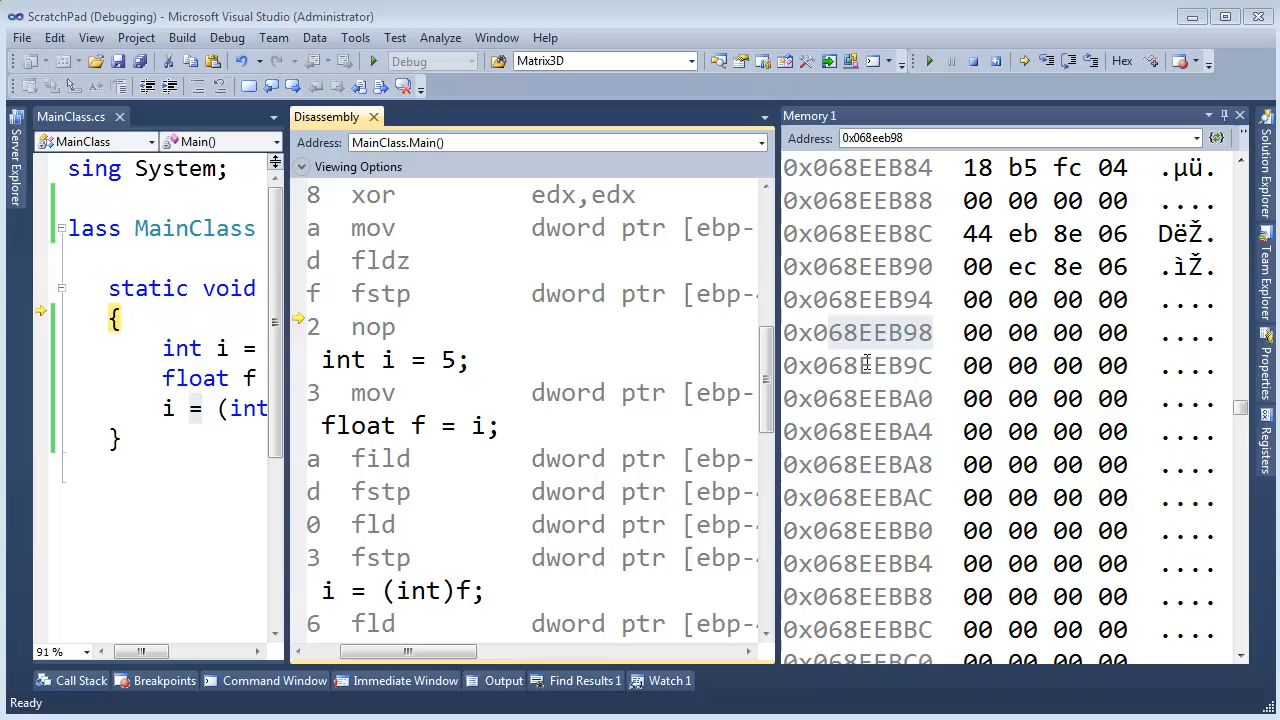 ScratchPad (Debugging) - Microsoft Visual Studio (Administrator)
File Edit View Project Build Debug Team Data Tools Test Analyze Window Help
Debug Matrix3D Hex
MainClass.cs
MainClass Main()
sing System;
lass MainClass
static void
{
int i =
float f
i = (int
}
91 %
Server Explorer
Disassembly
Address: MainClass.Main()
Viewing Options
8 xor edx,edx
a mov dword ptr [ebp-
d fldz
f fstp dword ptr [ebp-4
2 nop
int i = 5;
3 mov dword ptr [ebp-
float f = i;
a fild dword ptr [ebp-
d fstp dword ptr [ebp-4
0 fld dword ptr [ebp-4
3 fstp dword ptr [ebp-4
i = (int)f;
6 fld dword ptr [ebp-4
Memory 1
Address: 0x068eeb98
0x068EEB84 18 b5 fc 04 .µü.
0x068EEB88 00 00 00 00 ....
0x068EEB8C 44 eb 8e 06 DëŽ.
0x068EEB90 00 ec 8e 06 .ìŽ.
0x068EEB94 00 00 00 00 ....
0x068EEB98 00 00 00 00 ....
0x068EEB9C 00 00 00 00 ....
0x068EEBA0 00 00 00 00 ....
0x068EEBA4 00 00 00 00 ....
0x068EEBA8 00 00 00 00 ....
0x068EEBAC 00 00 00 00 ....
0x068EEBB0 00 00 00 00 ....
0x068EEBB4 00 00 00 00 ....
0x068EEBB8 00 00 00 00 ....
0x068EEBBC 00 00 00 00 ....
0x068EEBC0 00 00 00 00 ....
Solution Explorer
Team Explorer
Properties
Registers
Call Stack Breakpoints Command Window Immediate Window Output Find Results 1 Watch 1
Ready